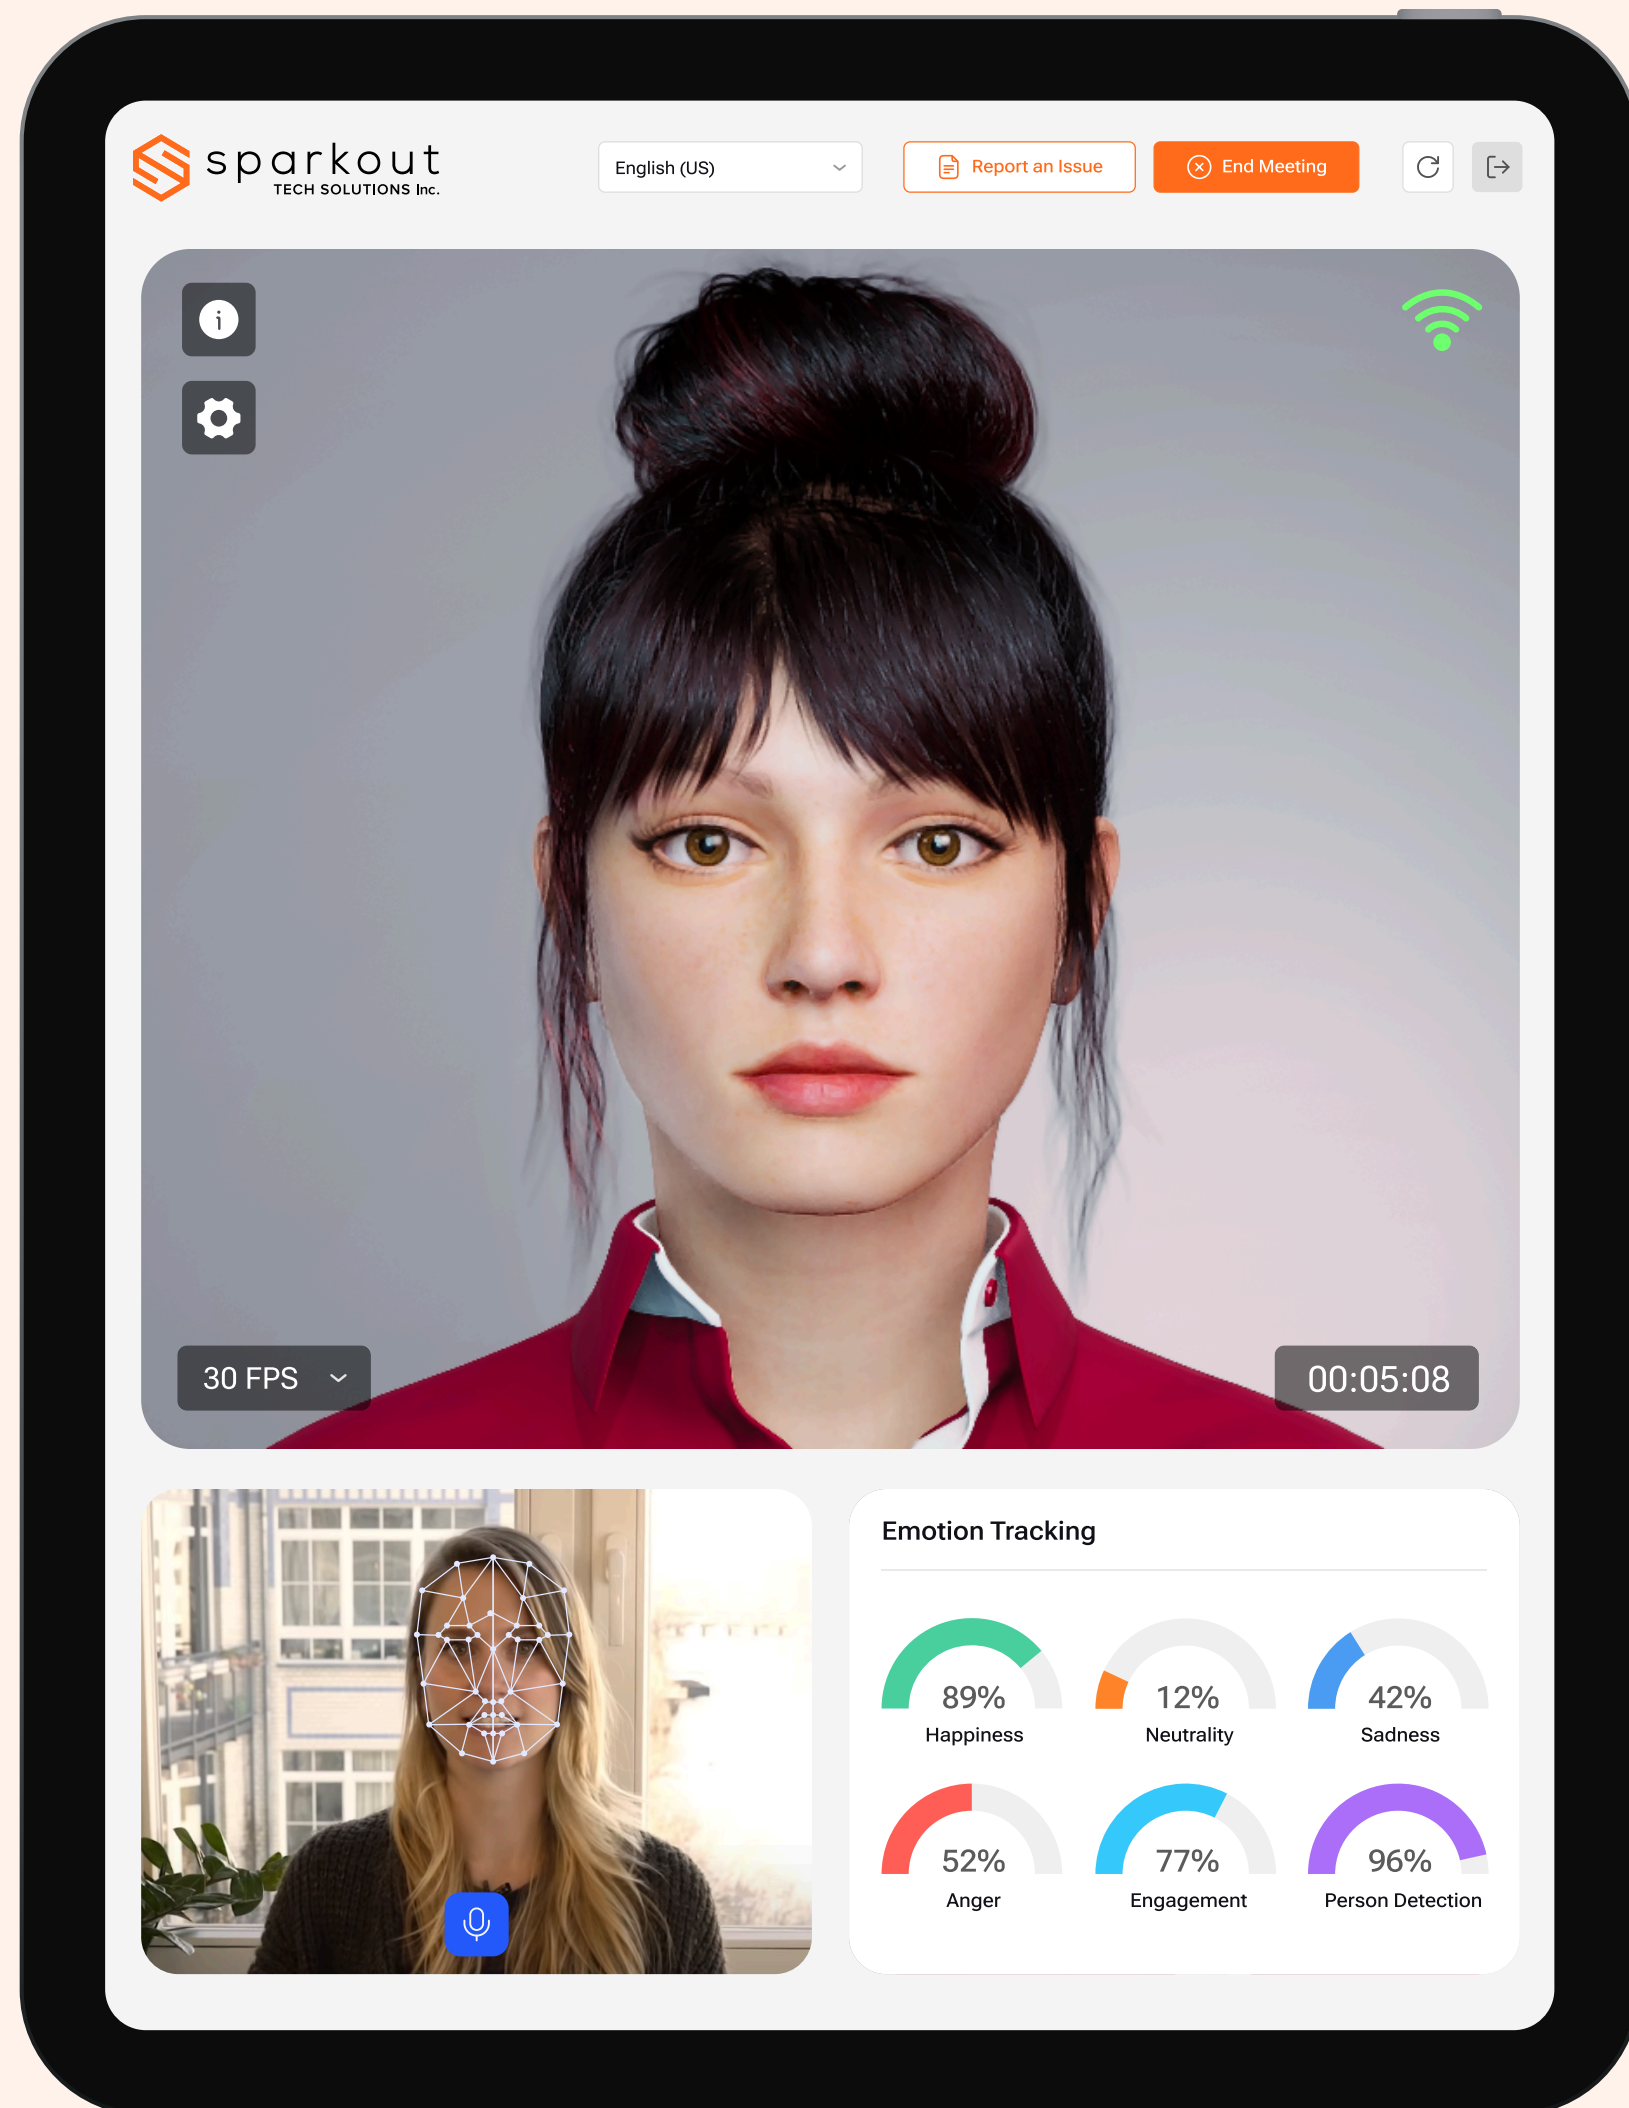 sparkout
TECH SOLUTIONS Inc.
English (US)
Report an Issue
End Meeting
30 FPS
00:05:08
Emotion Tracking
89%
Happiness
12%
Neutrality
42%
Sadness
52%
Anger
77%
Engagement
96%
Person Detection